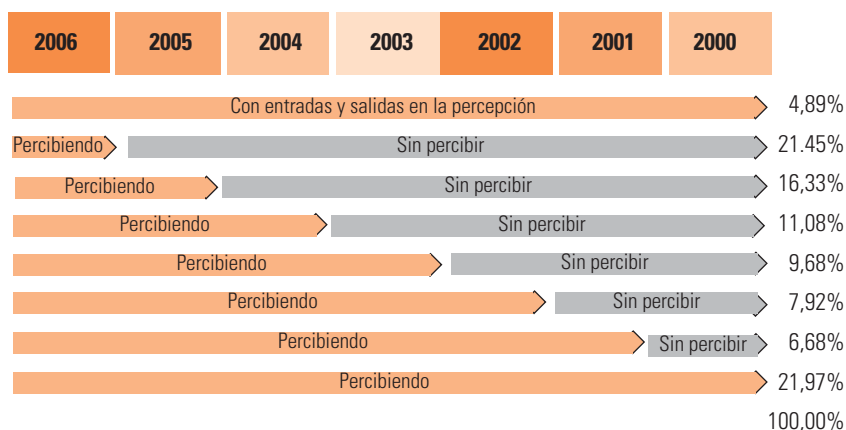 2006 2005 2004 2003 2002 2001 2000
Con entradas y salidas en la percepción 4,89%
Percibiendo Sin percibir 21.45%
Percibiendo Sin percibir 16,33%
Percibiendo Sin percibir 11,08%
Percibiendo Sin percibir 9,68%
Percibiendo Sin percibir 7,92%
Percibiendo Sin percibir 6,68%
Percibiendo 21,97%
100,00%